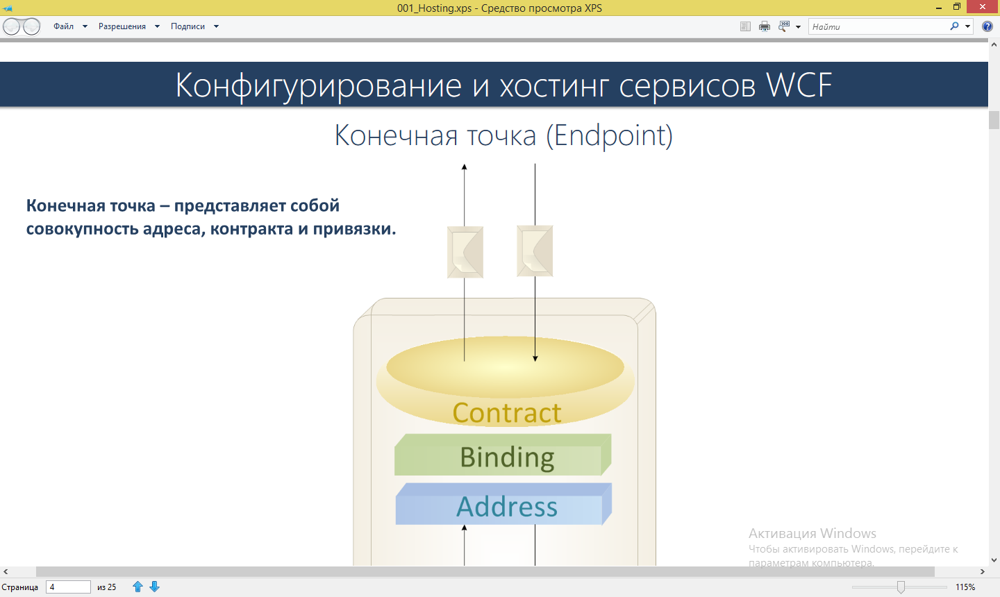 001_Hosting.xps - Средство просмотра XPS
Файл Разрешения Подписи
100
Найти
?
Конфигурирование и хостинг сервисов WCF
Конечная точка (Endpoint)
Конечная точка – представляет собой
совокупность адреса, контракта и привязки.
Contract
Binding
Address
Активация Windows
Чтобы активировать Windows, перейдите к
параметрам компьютера.
Страница 4 из 25 115%